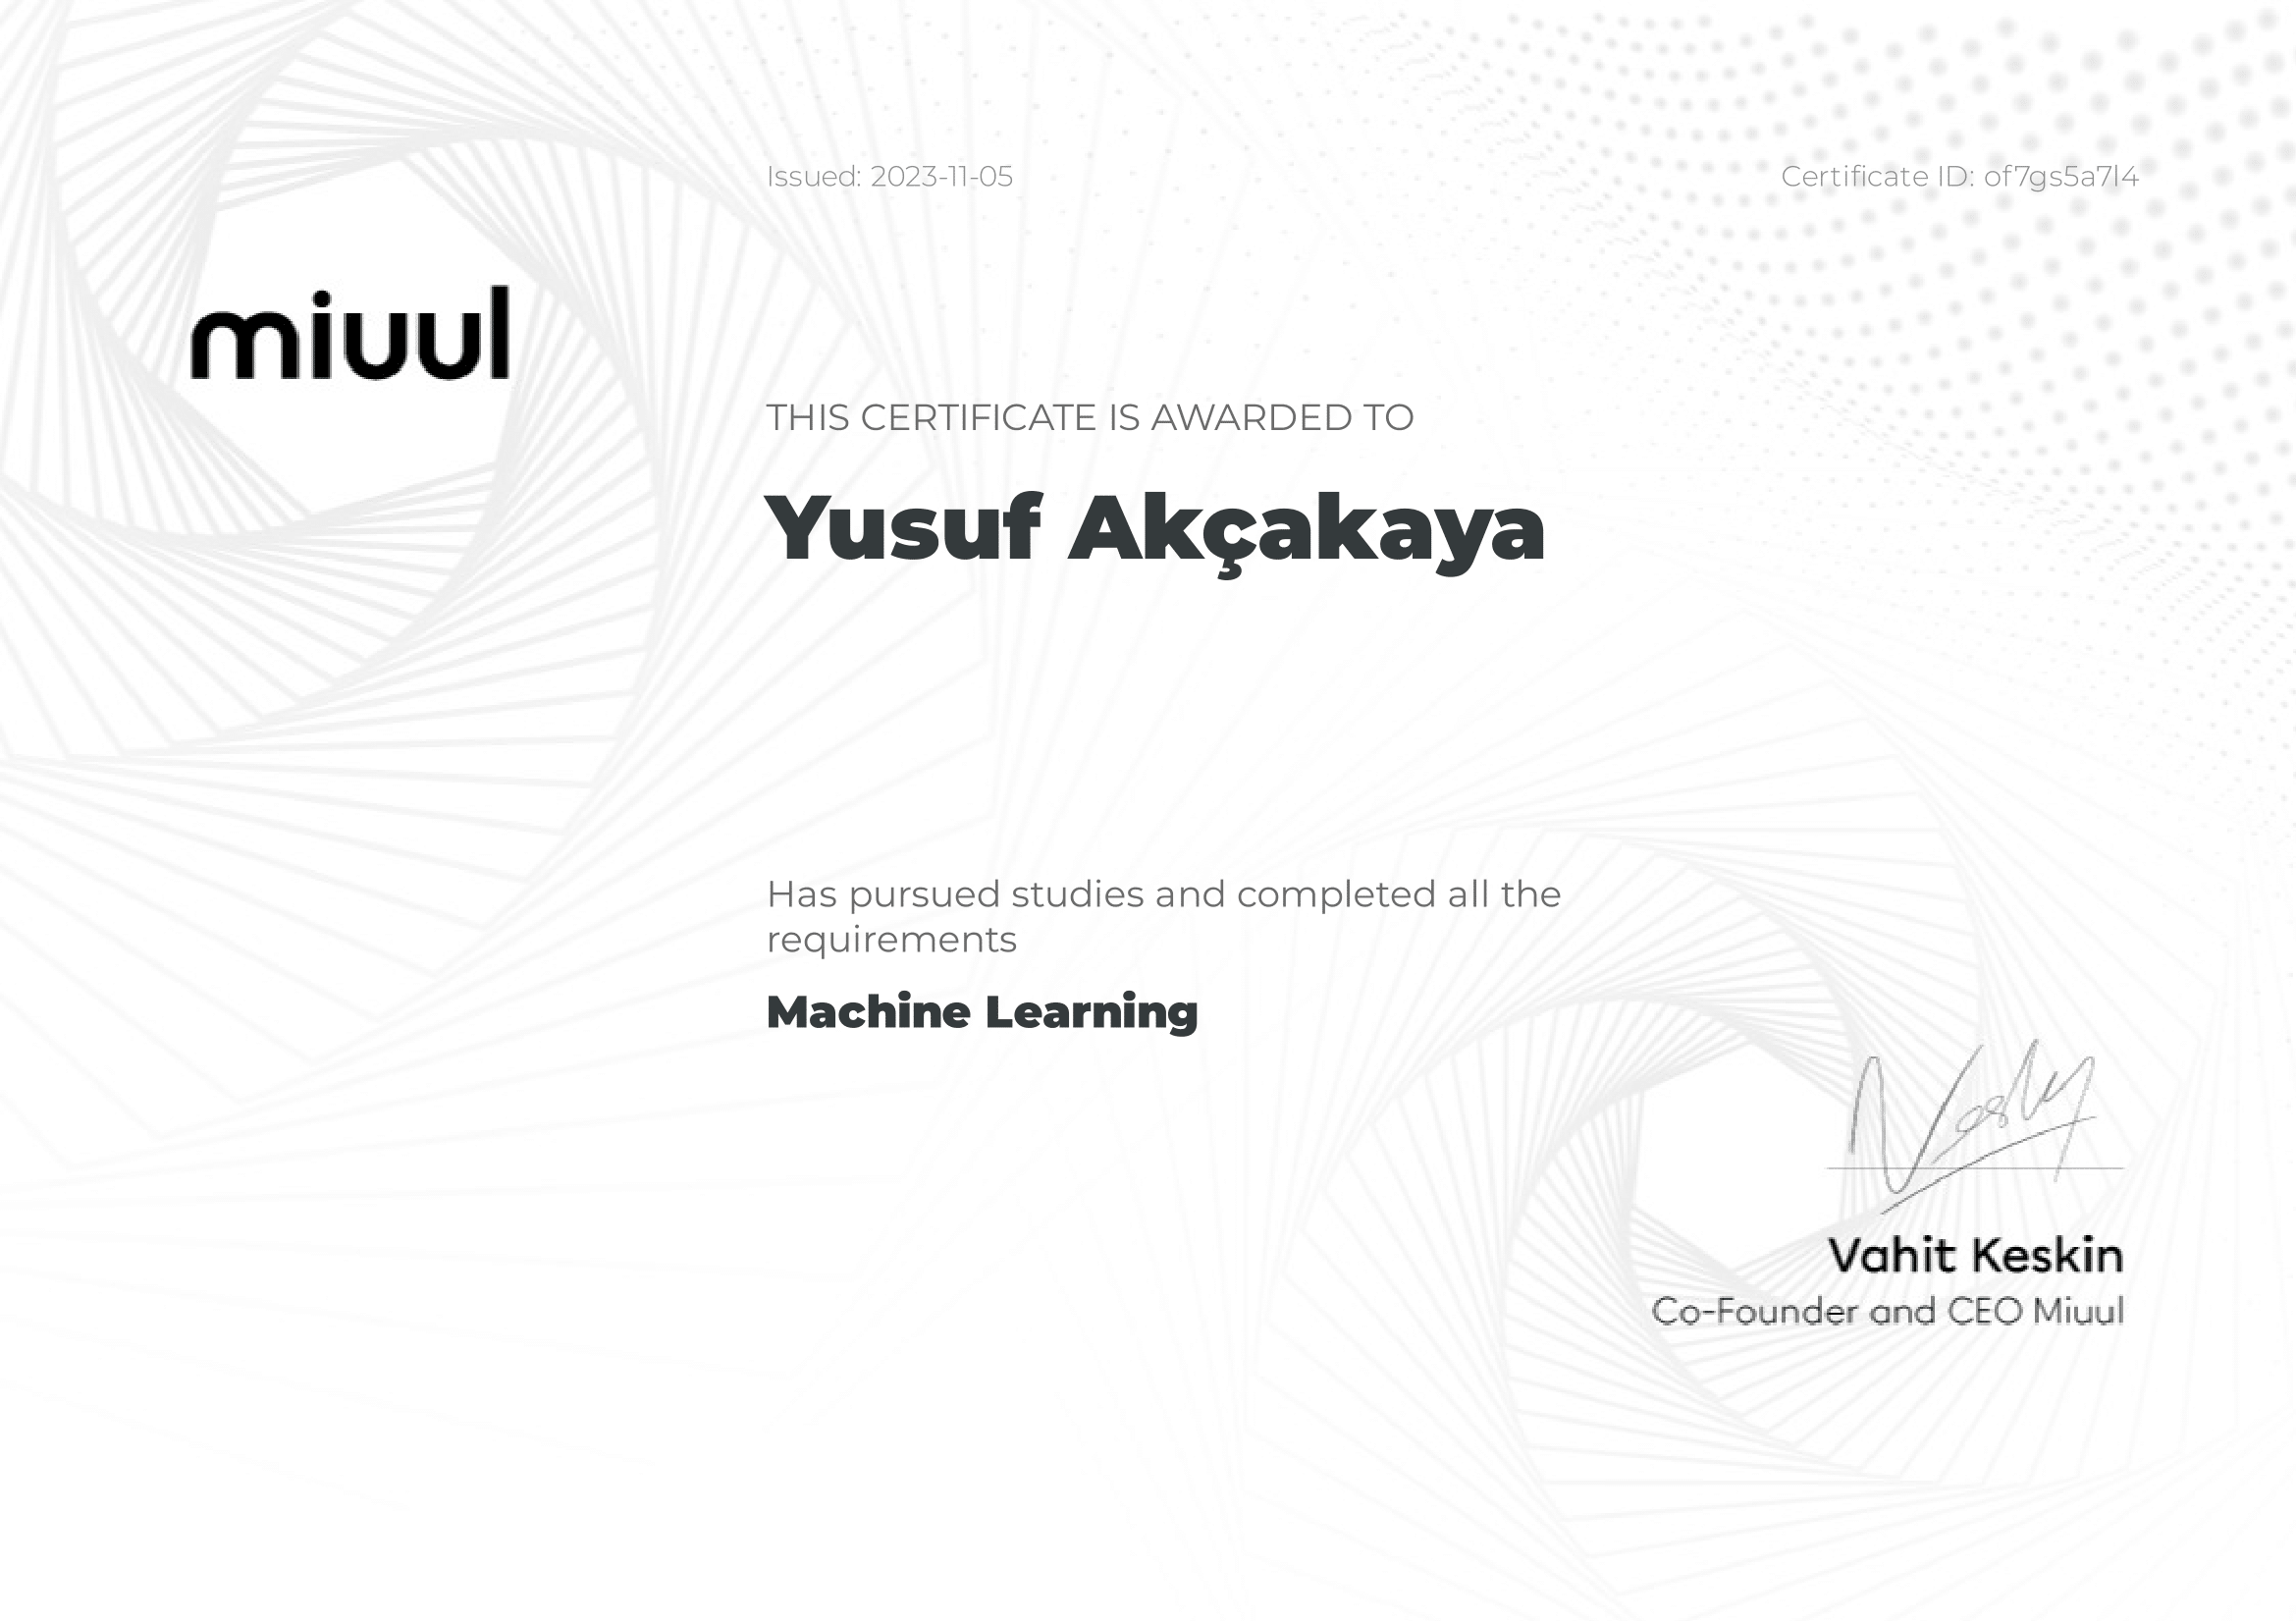 Issued: 2023-11-05
Certificate ID: of7gs5a7l4
miuul
THIS CERTIFICATE IS AWARDED TO
Yusuf Akçakaya
Has pursued studies and completed all the
requirements
Machine Learning
Vahit Keskin
Co-Founder and CEO Miuul